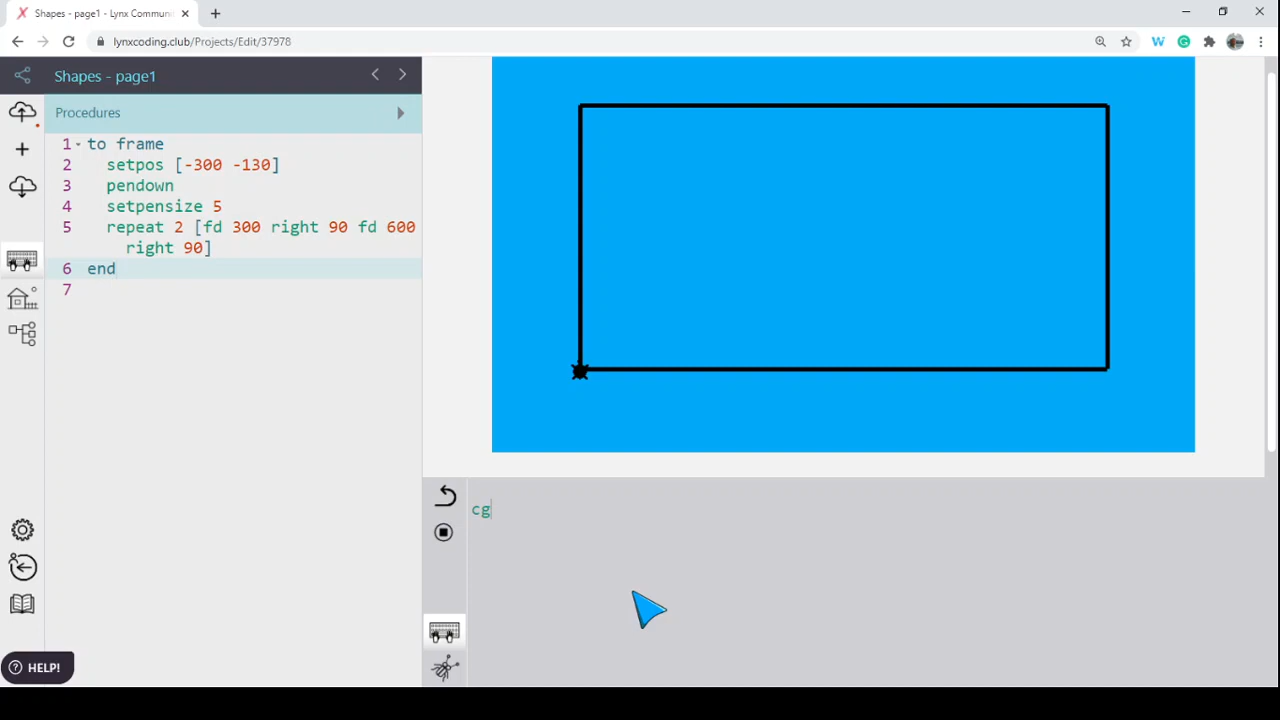 Shapes - page1 - Lynx Commun
lynxcoding.club/Projects/Edit/37978
Shapes - page1
Procedures
1 to frame
2 setpos [-300 -130]
3 pendown
4 setpensize 5
5 repeat 2 [fd 300 right 90 fd 600
right 90]
6 end
7
cg
HELP!